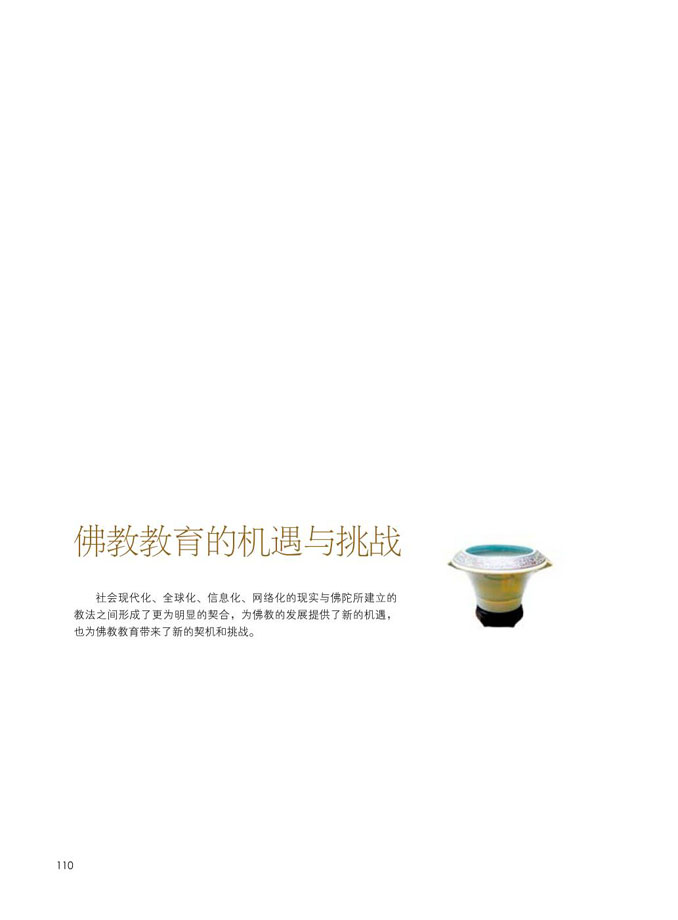 佛教教育的机遇与挑战
社会现代化、全球化、信息化、网络化的现实与佛陀所建立的
教法之间形成了更为明显的契合，为佛教的发展提供了新的机遇，
也为佛教教育带来了新的契机和挑战。
110